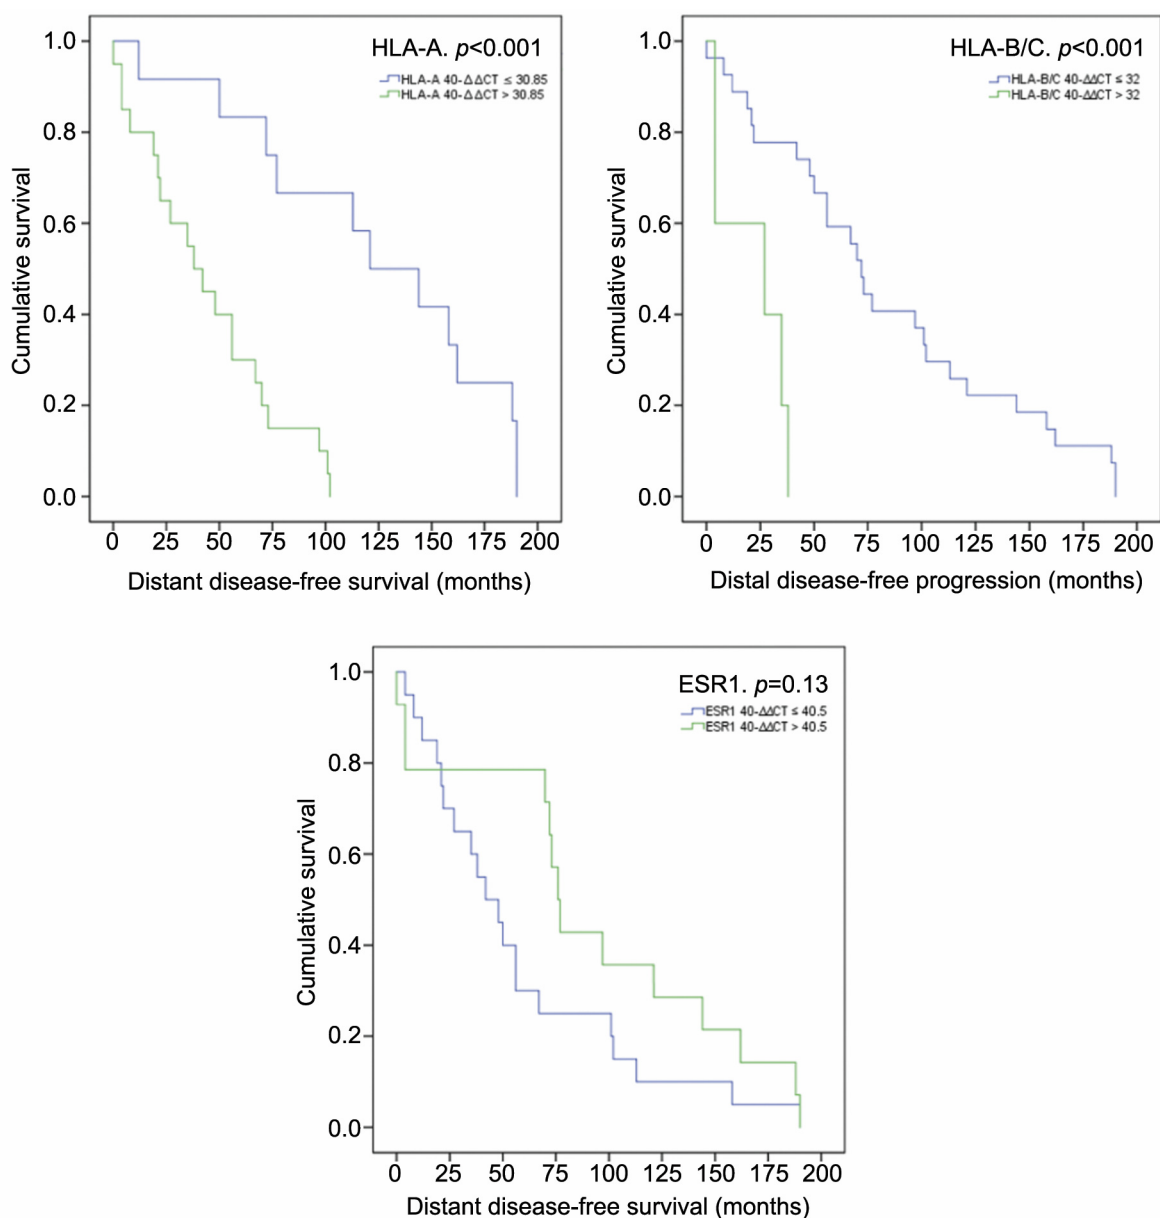 HLA-A. p<0.001
HLA-A 40-ΔΔCT ≤ 30.85
HLA-A 40-ΔΔCT > 30.85
Cumulative survival
1.0
0.8
0.6
0.4
0.2
0.0
0 25 50 75 100 125 150 175 200
Distant disease-free survival (months)
HLA-B/C. p<0.001
HLA-B/C 40-ΔΔCT ≤ 32
HLA-B/C 40-ΔΔCT > 32
Cumulative survival
1.0
0.8
0.6
0.4
0.2
0.0
0 25 50 75 100 125 150 175 200
Distal disease-free progression (months)
ESR1. p=0.13
ESR1 40-ΔΔCT ≤ 40.5
ESR1 40-ΔΔCT > 40.5
Cumulative survival
1.0
0.8
0.6
0.4
0.2
0.0
0 25 50 75 100 125 150 175 200
Distant disease-free survival (months)